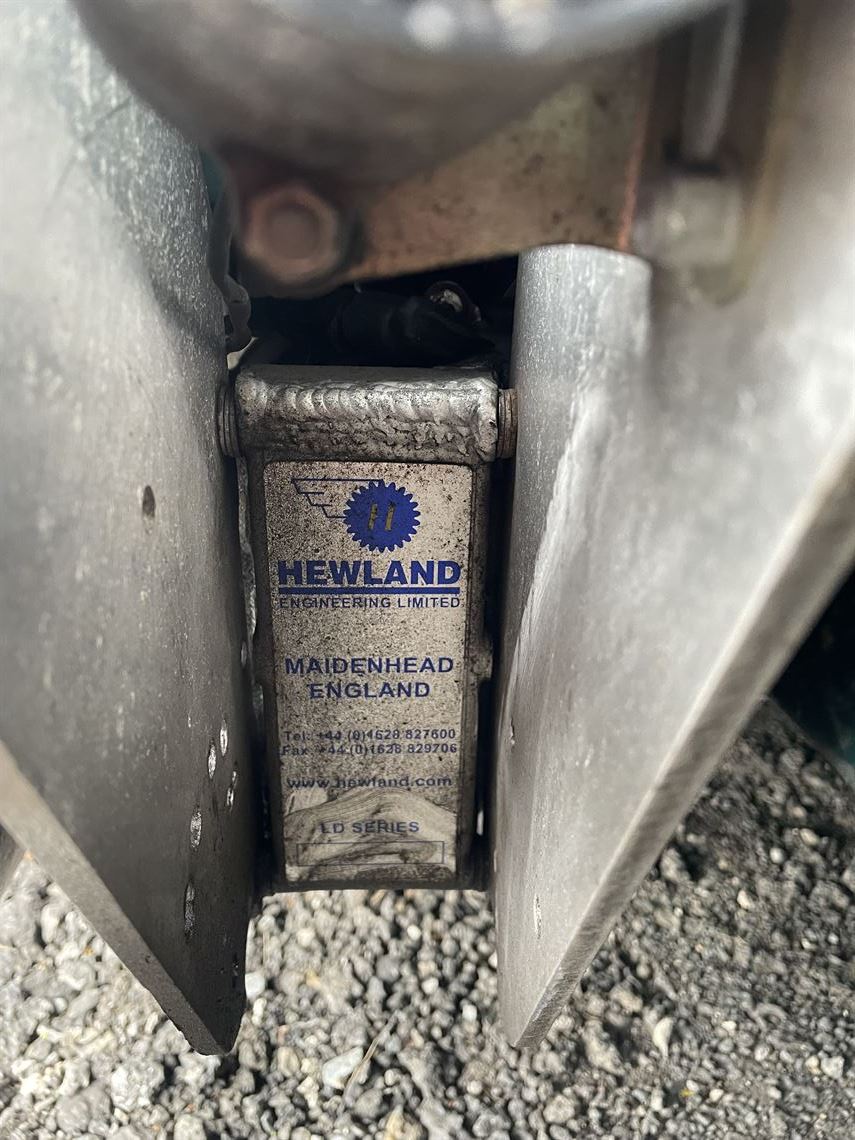 H
HEWLAND
ENGINEERING LIMITED
MAIDENHEAD
ENGLAND
Tel: +44 (0)1628 827600
Fax: +44 (0)1628 829706
www.hewland.com
LD SERIES